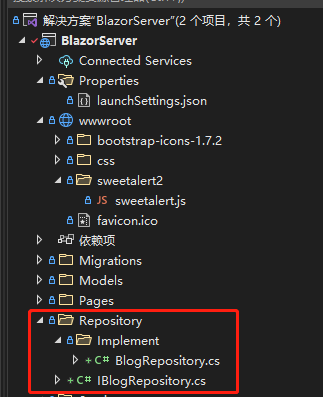 解决方案"BlazorServer"(2 个项目，共 2 个)
BlazorServer
Connected Services
Properties
launchSettings.json
wwwroot
bootstrap-icons-1.7.2
css
sweetalert2
JS sweetalert.js
favicon.ico
依赖项
Migrations
Models
Pages
Repository
Implement
+ C# BlogRepository.cs
+ C# IBlogRepository.cs